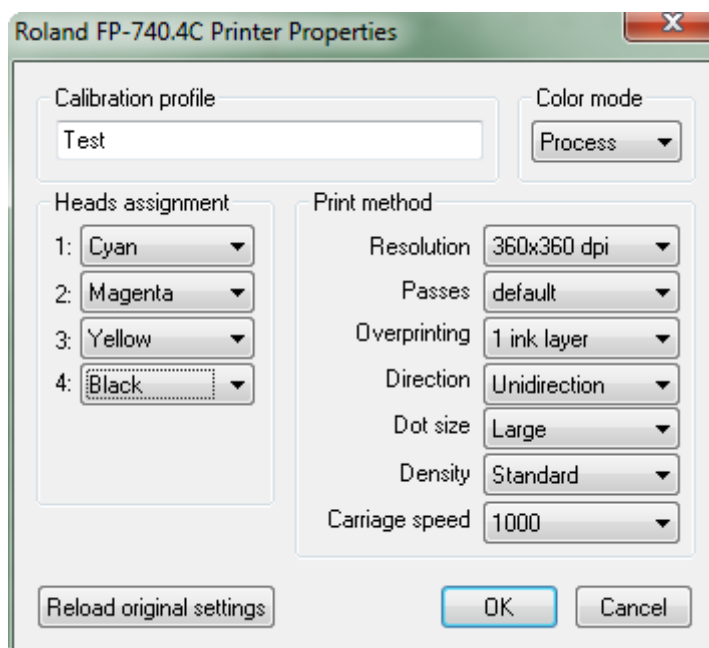 Roland FP-740.4C Printer Properties
Calibration profile
Test
Color mode
Process
Heads assignment
1: Cyan
2: Magenta
3: Yellow
4: Black
Print method
Resolution 360x360 dpi
Passes default
Overprinting 1 ink layer
Direction Unidirection
Dot size Large
Density Standard
Carriage speed 1000
Reload original settings OK Cancel